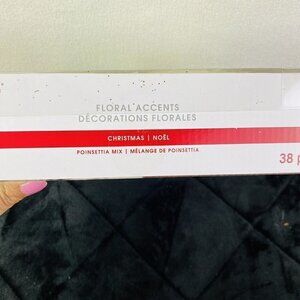 FLORAL ACCENTS
DÉCORATIONS FLORALES
CHRISTMAS | NOËL
POINSETTIA MIX | MÉLANGE DE POINSETTIA
38 p